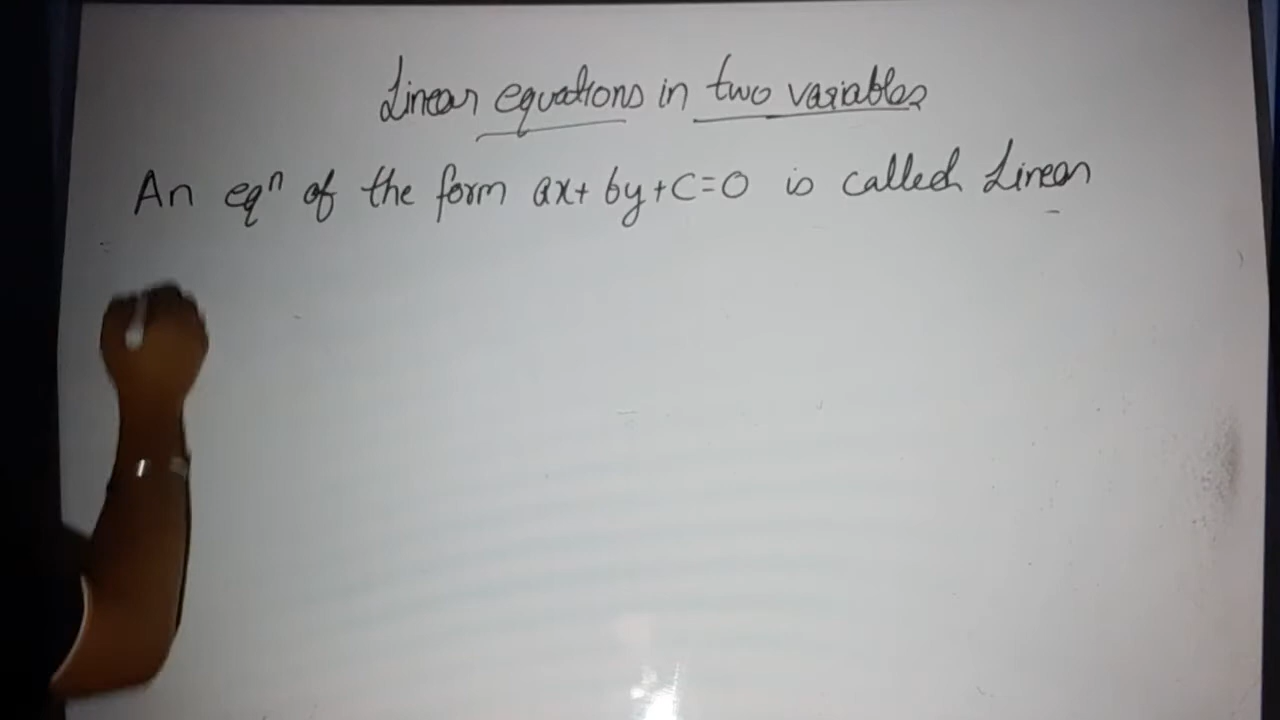 Linear equations in two variables
An eqⁿ of the form ax+by+c=0 is called Linear